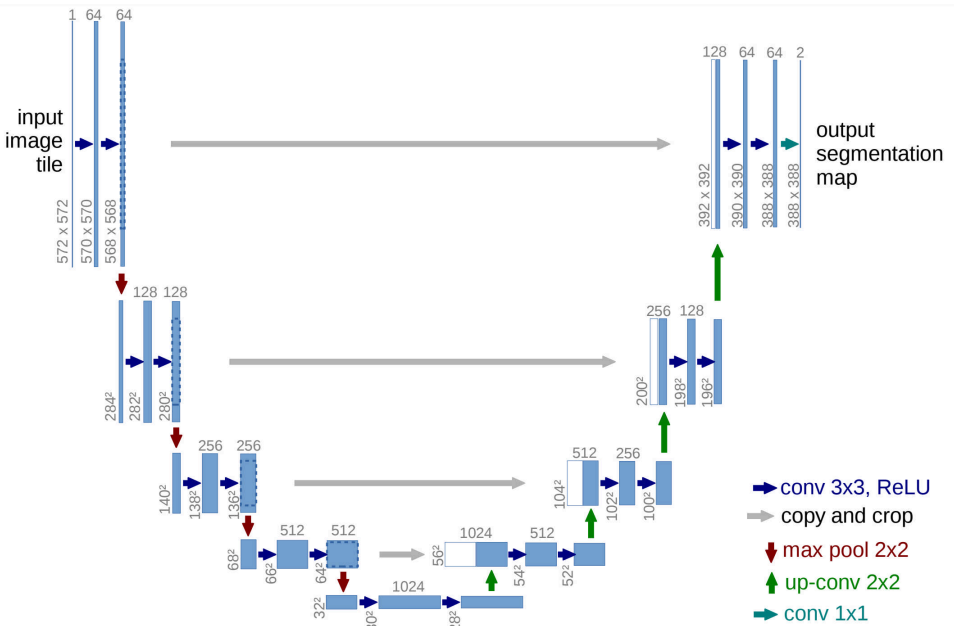 1 64 64
128 64 64 2
input
image
tile
output
segmentation
map
572 x 572
570 x 570
568 x 568
392 x 392
390 x 390
388 x 388
388 x 388
128 128
256 128
284²
282²
280²
200²
198²
196²
256 256
512 256
140²
138²
136²
104²
102²
100²
512 512
1024 512
68²
66²
64²
56²
54²
52²
1024
32²
conv 3x3, ReLU
copy and crop
max pool 2x2
up-conv 2x2
conv 1x1